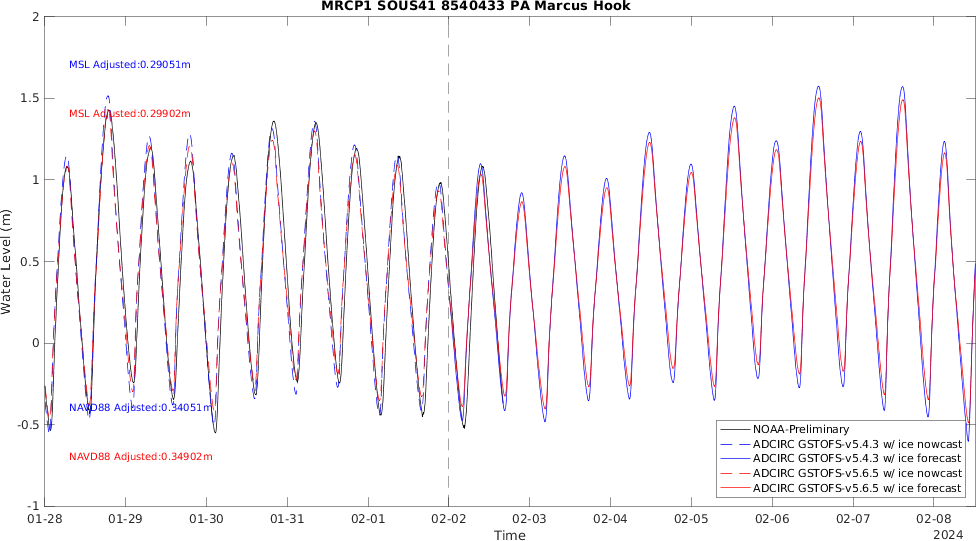 MRCP1 SOUS41 8540433 PA Marcus Hook
2
1.5
1
0.5
0
-0.5
-1
Water Level (m)
MSL Adjusted:0.29051m
MSL Adjusted:0.29902m
NAVD88 Adjusted:0.34051m
NAVD88 Adjusted:0.34902m
NOAA-Preliminary
ADCIRC GSTOFS-v5.4.3 w/ ice nowcast
ADCIRC GSTOFS-v5.4.3 w/ ice forecast
ADCIRC GSTOFS-v5.6.5 w/ ice nowcast
ADCIRC GSTOFS-v5.6.5 w/ ice forecast
01-28 01-29 01-30 01-31 02-01 02-02 02-03 02-04 02-05 02-06 02-07 02-08
Time
2024